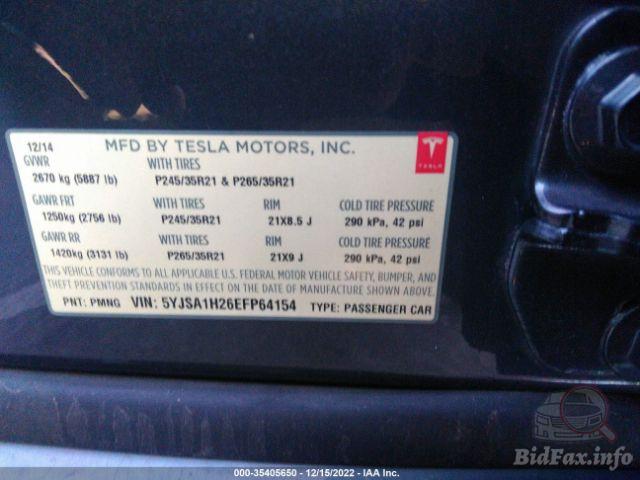 12/14 MFD BY TESLA MOTORS, INC.
TESLA
GVWR WITH TIRES
2670 kg (5887 lb) P245/35R21 & P265/35R21
GAWR FRT WITH TIRES RIM COLD TIRE PRESSURE
1250kg (2756 lb) P245/35R21 21X8.5 J 290 kPa, 42 psi
GAWR RR WITH TIRES RIM COLD TIRE PRESSURE
1420kg (3131 lb) P265/35R21 21X9 J 290 kPa, 42 psi
THIS VEHICLE CONFORMS TO ALL APPLICABLE U.S. FEDERAL MOTOR VEHICLE SAFETY, BUMPER, AND
THEFT PREVENTION STANDARDS IN EFFECT ON THE DATE OF MANUFACTURE SHOWN ABOVE.
PNT: PMNG VIN: 5YJSA1H26EFP64154 TYPE: PASSENGER CAR
BidFax.info
000-35405650 - 12/15/2022 - IAA Inc.